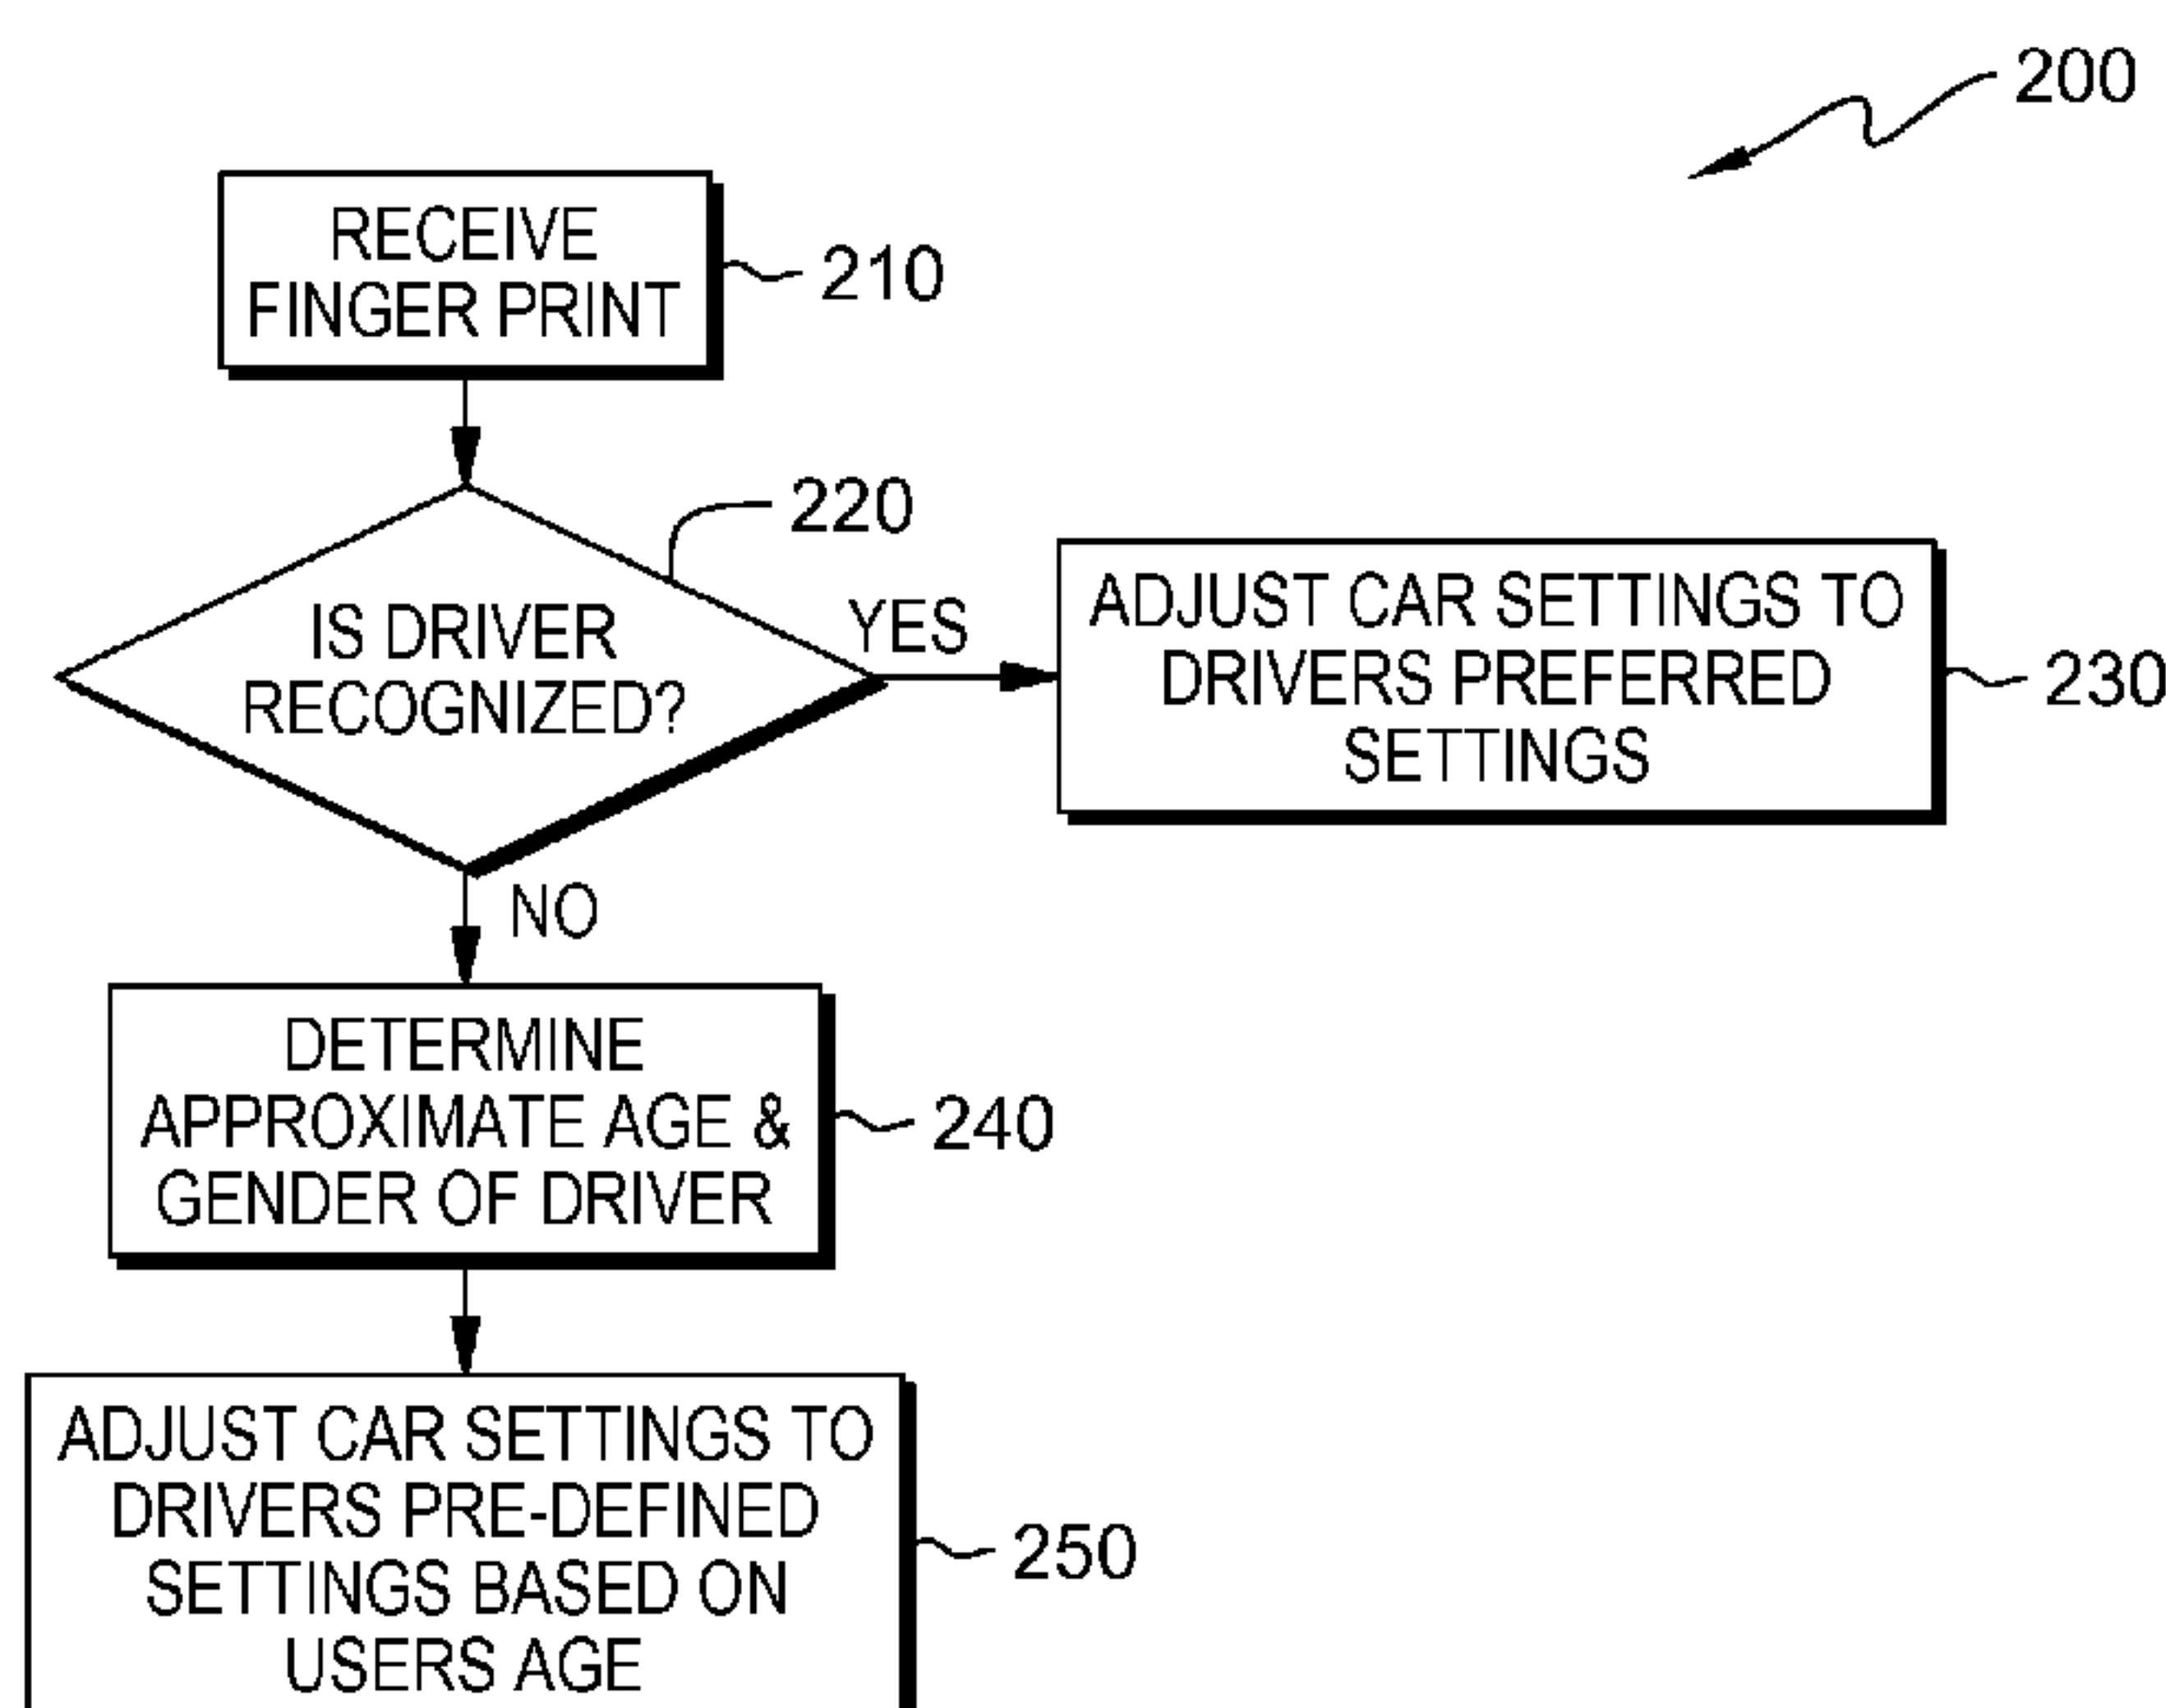 200
RECEIVE
FINGER PRINT
210
220
IS DRIVER
RECOGNIZED?
YES
ADJUST CAR SETTINGS TO
DRIVERS PREFERRED
SETTINGS
230
NO
DETERMINE
APPROXIMATE AGE &
GENDER OF DRIVER
240
ADJUST CAR SETTINGS TO
DRIVERS PRE-DEFINED
SETTINGS BASED ON
USERS AGE
250